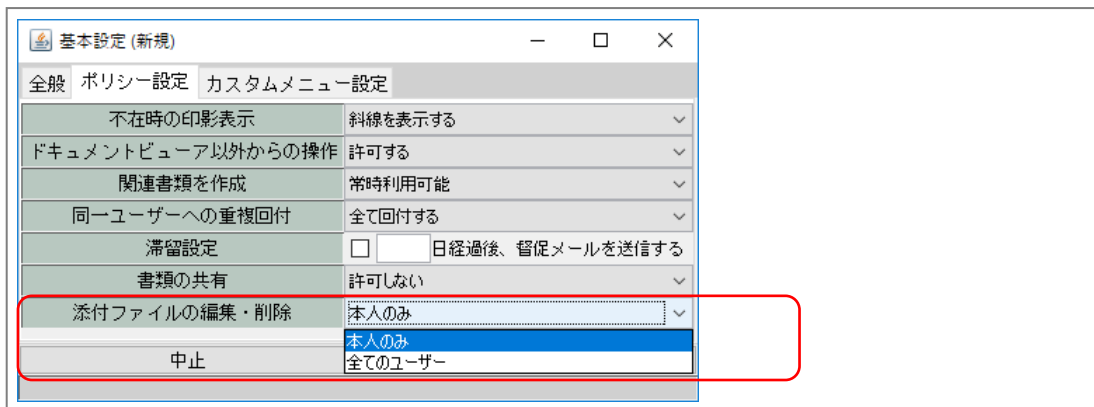 基本設定 (新規)
全般 ポリシー設定 カスタムメニュー設定
不在時の印影表示 斜線を表示する
ドキュメントビューア以外からの操作 許可する
関連書類を作成 常時利用可能
同一ユーザーへの重複回付 全て回付する
滞留設定 日経過後、督促メールを送信する
書類の共有 許可しない
添付ファイルの編集・削除 本人のみ
本人のみ
中止
全てのユーザー